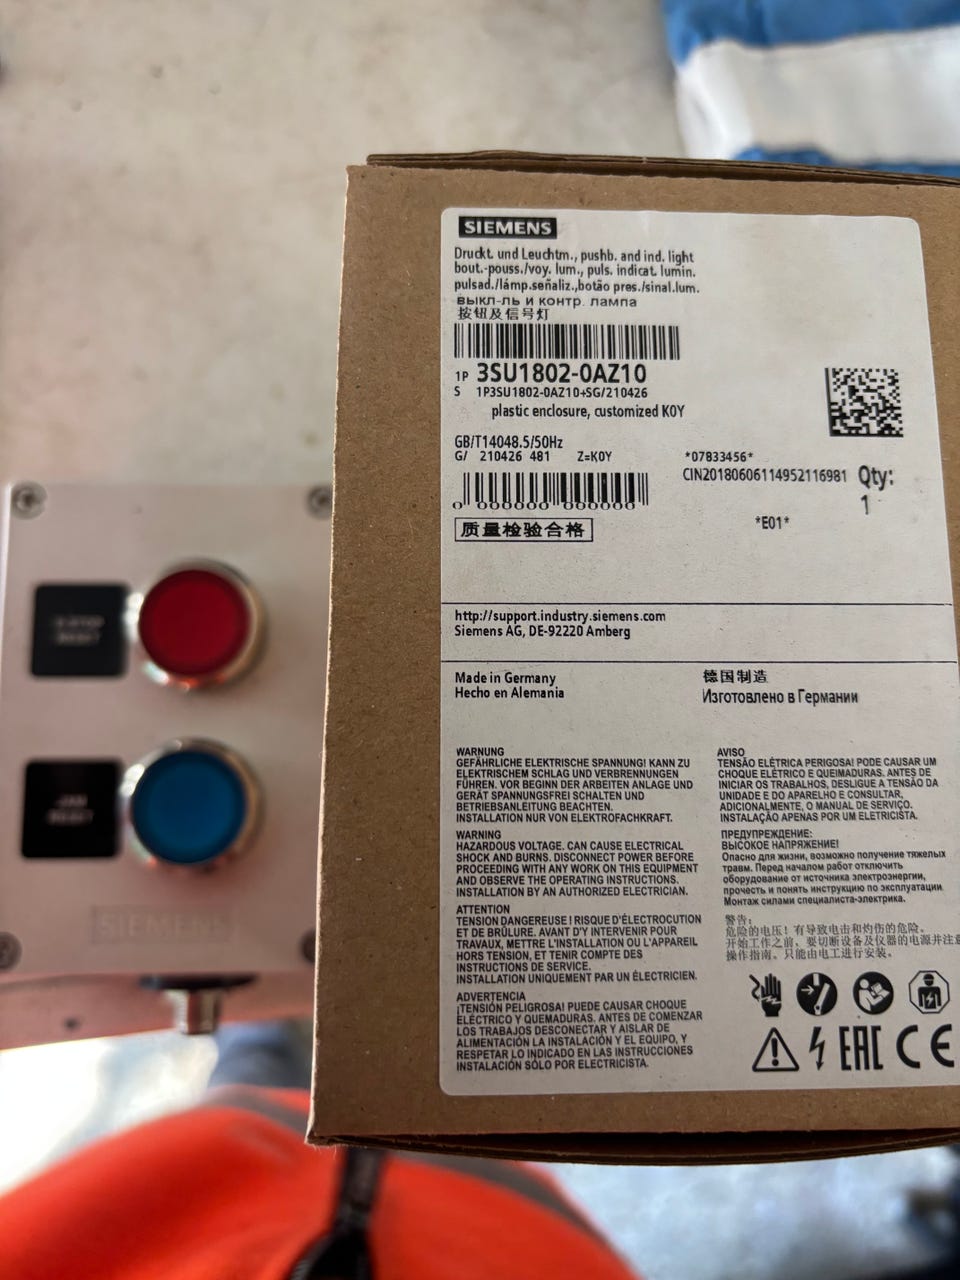 SIEMENS
Druckt. und Leuchtm., pushb. and ind. light
bout.-pouss./voy. lum., puls. indicat. lumin.
pulsad./lámp.señaliz.,botão pres./sinal.lum.
выкл-ль и контр. лампа
按钮及信号灯
1P 3SU1802-0AZ10
S 1P3SU1802-0AZ10+SG/210426
plastic enclosure, customized K0Y
GB/T14048.5/50Hz
G/ 210426 481 Z=K0Y
*07833456*
CIN20180606114952116981
Qty:
1
0 000000 000000
质量检验合格
*E01*
http://support.industry.siemens.com
Siemens AG, DE-92220 Amberg
Made in Germany
Hecho en Alemania
德国制造
Изготовлено в Германии
WARNUNG
GEFÄHRLICHE ELEKTRISCHE SPANNUNG! KANN ZU
ELEKTRISCHEM SCHLAG UND VERBRENNUNGEN
FÜHREN. VOR BEGINN DER ARBEITEN ANLAGE UND
GERÄT SPANNUNGSFREI SCHALTEN UND
BETRIEBSANLEITUNG BEACHTEN.
INSTALLATION NUR VON ELEKTROFACHKRAFT.
WARNING
HAZARDOUS VOLTAGE. CAN CAUSE ELECTRICAL
SHOCK AND BURNS. DISCONNECT POWER BEFORE
PROCEEDING WITH ANY WORK ON THIS EQUIPMENT
AND OBSERVE THE OPERATING INSTRUCTIONS.
INSTALLATION BY AN AUTHORIZED ELECTRICIAN.
ATTENTION
TENSION DANGEREUSE ! RISQUE D'ÉLECTROCUTION
ET DE BRÛLURE. AVANT D'Y INTERVENIR POUR
TRAVAUX, METTRE L'INSTALLATION OU L'APPAREIL
HORS TENSION, ET TENIR COMPTE DES
INSTRUCTIONS DE SERVICE.
INSTALLATION UNIQUEMENT PAR UN ÉLECTRICIEN.
ADVERTENCIA
¡TENSIÓN PELIGROSA! PUEDE CAUSAR CHOQUE
ELÉCTRICO Y QUEMADURAS. ANTES DE COMENZAR
LOS TRABAJOS DESCONECTAR Y AISLAR DE
ALIMENTACIÓN LA INSTALACIÓN Y EL EQUIPO, Y
RESPETAR LO INDICADO EN LAS INSTRUCCIONES
INSTALACIÓN SÓLO POR ELECTRICISTA.
AVISO
TENSÃO ELÉTRICA PERIGOSA! PODE CAUSAR UM
CHOQUE ELÉTRICO E QUEIMADURAS. ANTES DE
INICIAR OS TRABALHOS, DESLIGUE A TENSÃO DA
UNIDADE E DO APARELHO E CONSULTAR,
ADICIONALMENTE, O MANUAL DE SERVIÇO.
INSTALAÇÃO APENAS POR UM ELETRICISTA.
ПРЕДУПРЕЖДЕНИЕ:
ВЫСОКОЕ НАПРЯЖЕНИЕ!
Опасно для жизни, возможно получение тяжелых
травм. Перед началом работ отключить
оборудование от источника электроэнергии,
прочесть и понять инструкцию по эксплуатации
Монтаж силами специалиста-электрика.
警告:
危险的电压! 有导致电击和灼伤的危险。
开始工作之前, 要切断设备及仪器的电源并注意
操作指南。只能由电工进行安装。
EAC CE
E-STOP
RESET
JAM
RESET
SIEMENS